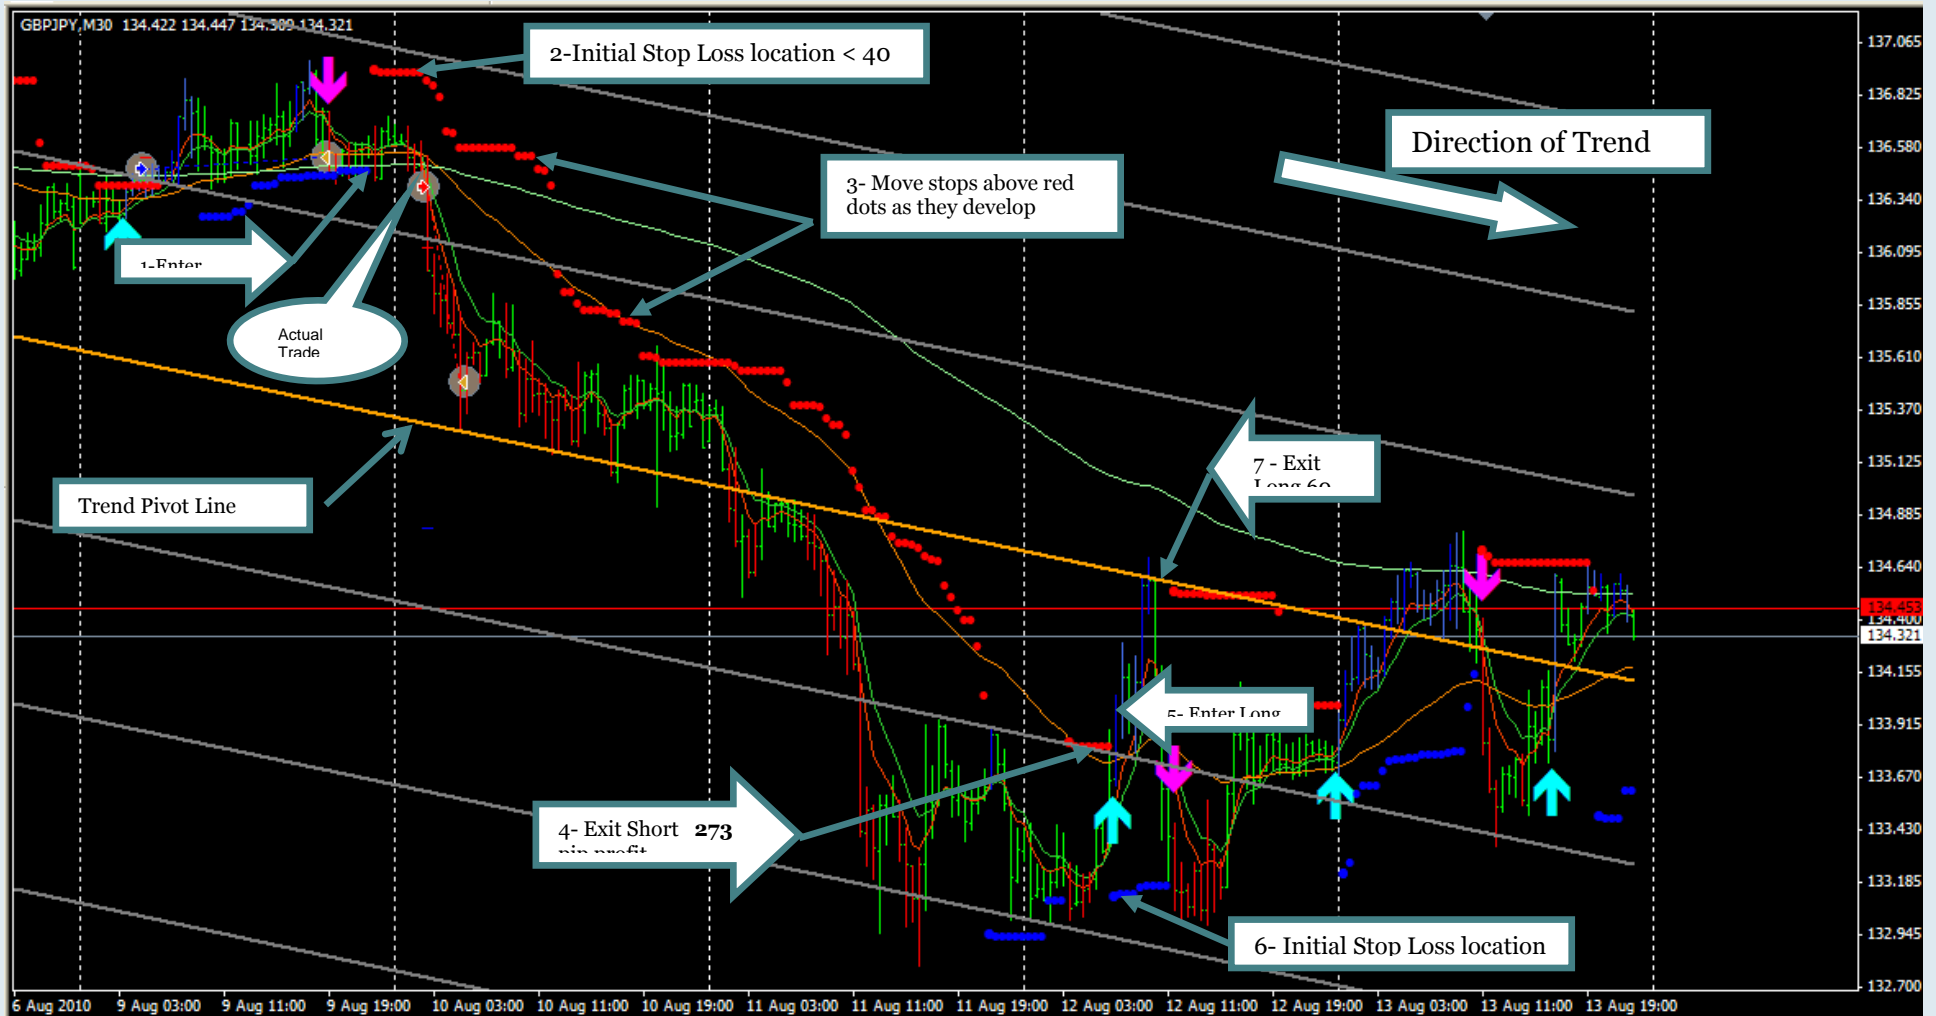 GBPJPY,M30 134.422 134.447 134.309 134.321
2-Initial Stop Loss location < 40
Direction of Trend
3- Move stops above red
dots as they develop
1-Enter
Actual
Trade
Trend Pivot Line
7 - Exit
Long 60
5- Enter Long
4- Exit Short 273
pip profit
6- Initial Stop Loss location
137.065
136.825
136.580
136.340
136.095
135.855
135.610
135.370
135.125
134.885
134.640
134.453
134.400
134.321
134.155
133.915
133.670
133.430
133.185
132.945
132.700
6 Aug 2010
9 Aug 03:00
9 Aug 11:00
9 Aug 19:00
10 Aug 03:00
10 Aug 11:00
10 Aug 19:00
11 Aug 03:00
11 Aug 11:00
11 Aug 19:00
12 Aug 03:00
12 Aug 11:00
12 Aug 19:00
13 Aug 03:00
13 Aug 11:00
13 Aug 19:00